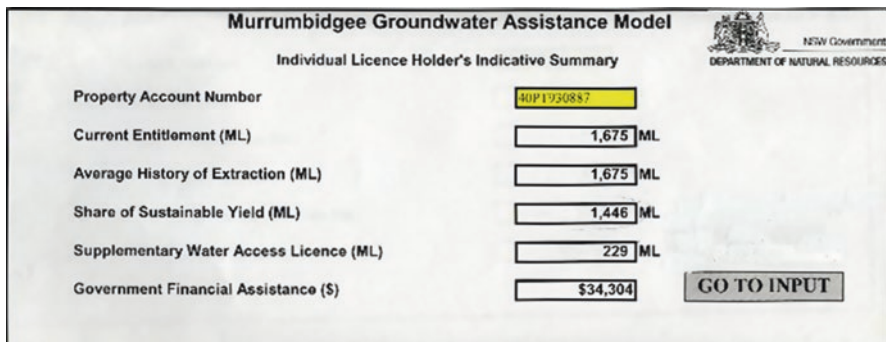 Murrumbidgee Groundwater Assistance Model
NSW Government
Individual Licence Holder's Indicative Summary
DEPARTMENT OF NATURAL RESOURCES
Property Account Number 40PT930887
Current Entitlement (ML) 1,675 ML
Average History of Extraction (ML) 1,675 ML
Share of Sustainable Yield (ML) 1,446 ML
Supplementary Water Access Licence (ML) 229 ML
Government Financial Assistance ($) $34,304
GO TO INPUT